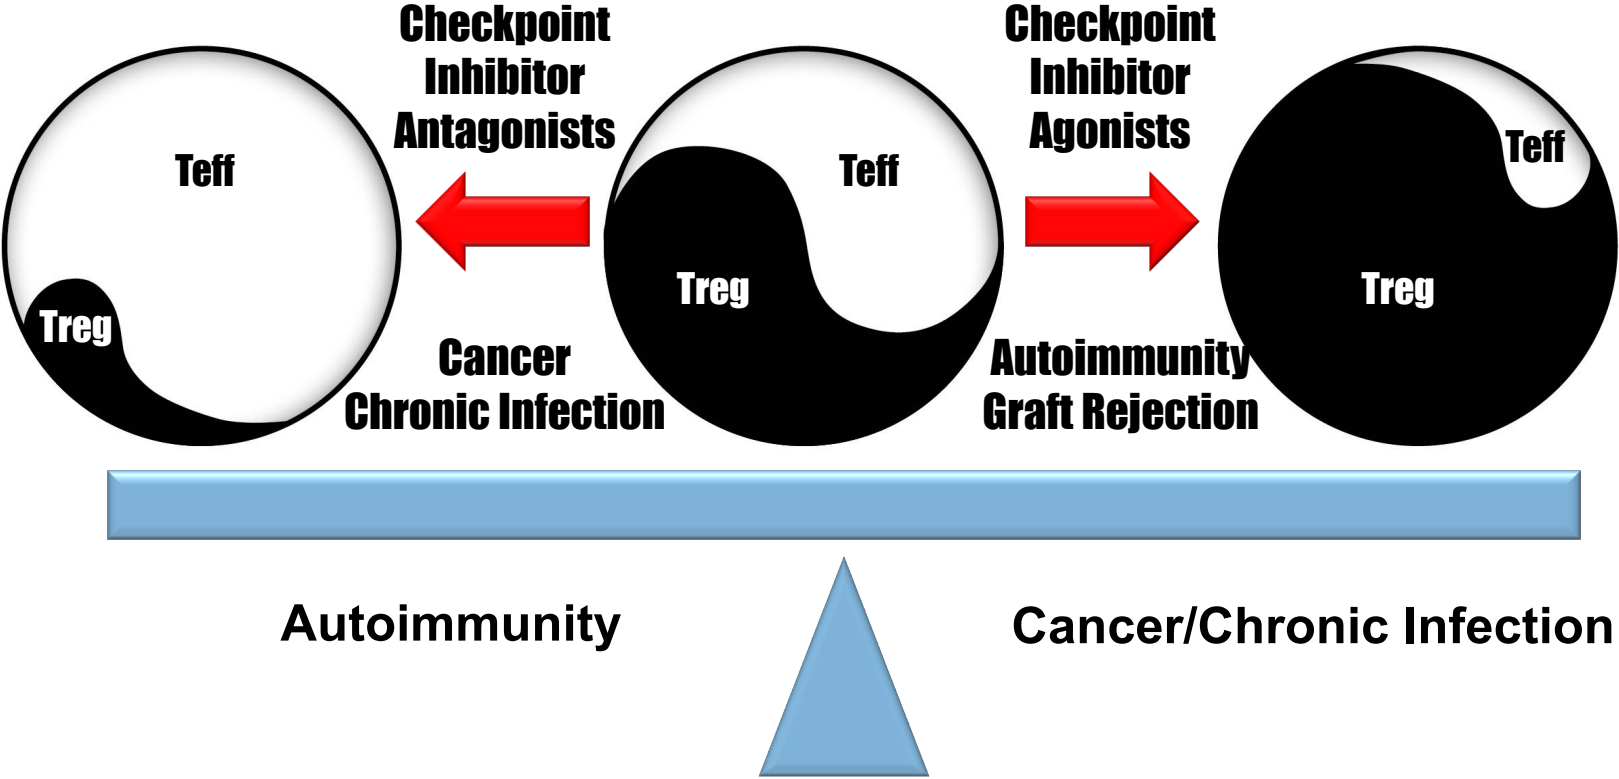 Checkpoint
Inhibitor
Antagonists
Checkpoint
Inhibitor
Agonists
Teff
Treg
Teff
Treg
Teff
Treg
Cancer
Chronic Infection
Autoimmunity
Graft Rejection
Autoimmunity
Cancer/Chronic Infection